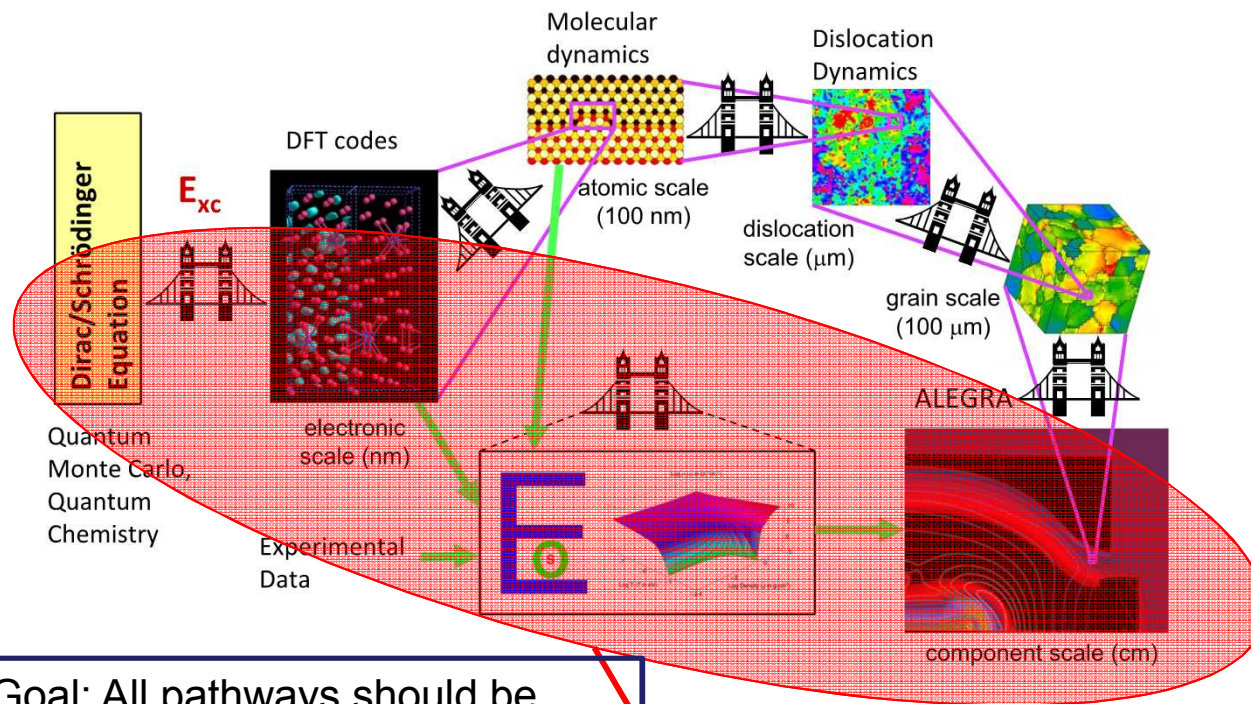 Molecular
dynamics
Dislocation
Dynamics
DFT codes
E_xc
Dirac/Schrödinger
Equation
atomic scale
(100 nm)
dislocation
scale (μm)
grain scale
(100 μm)
ALEGRA
Quantum
Monte Carlo,
Quantum
Chemistry
electronic
scale (nm)
Experimental
Data
E
o
S
component scale (cm)
Goal: All pathways should be